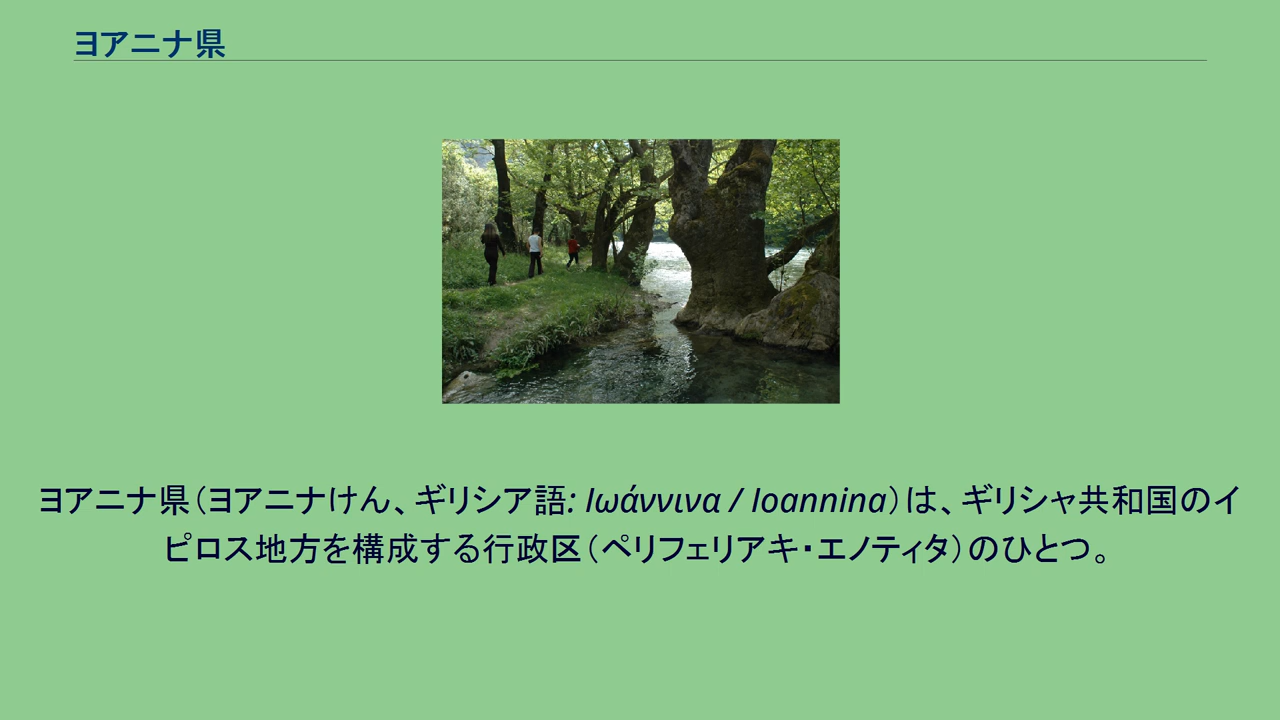 ヨアニナ県
ヨアニナ県（ヨアニナけん、ギリシア語: Ιωάννινα / Ioannina）は、ギリシャ共和国のイ
ピロス地方を構成する行政区（ペリフェリアキ・エノティタ）のひとつ。